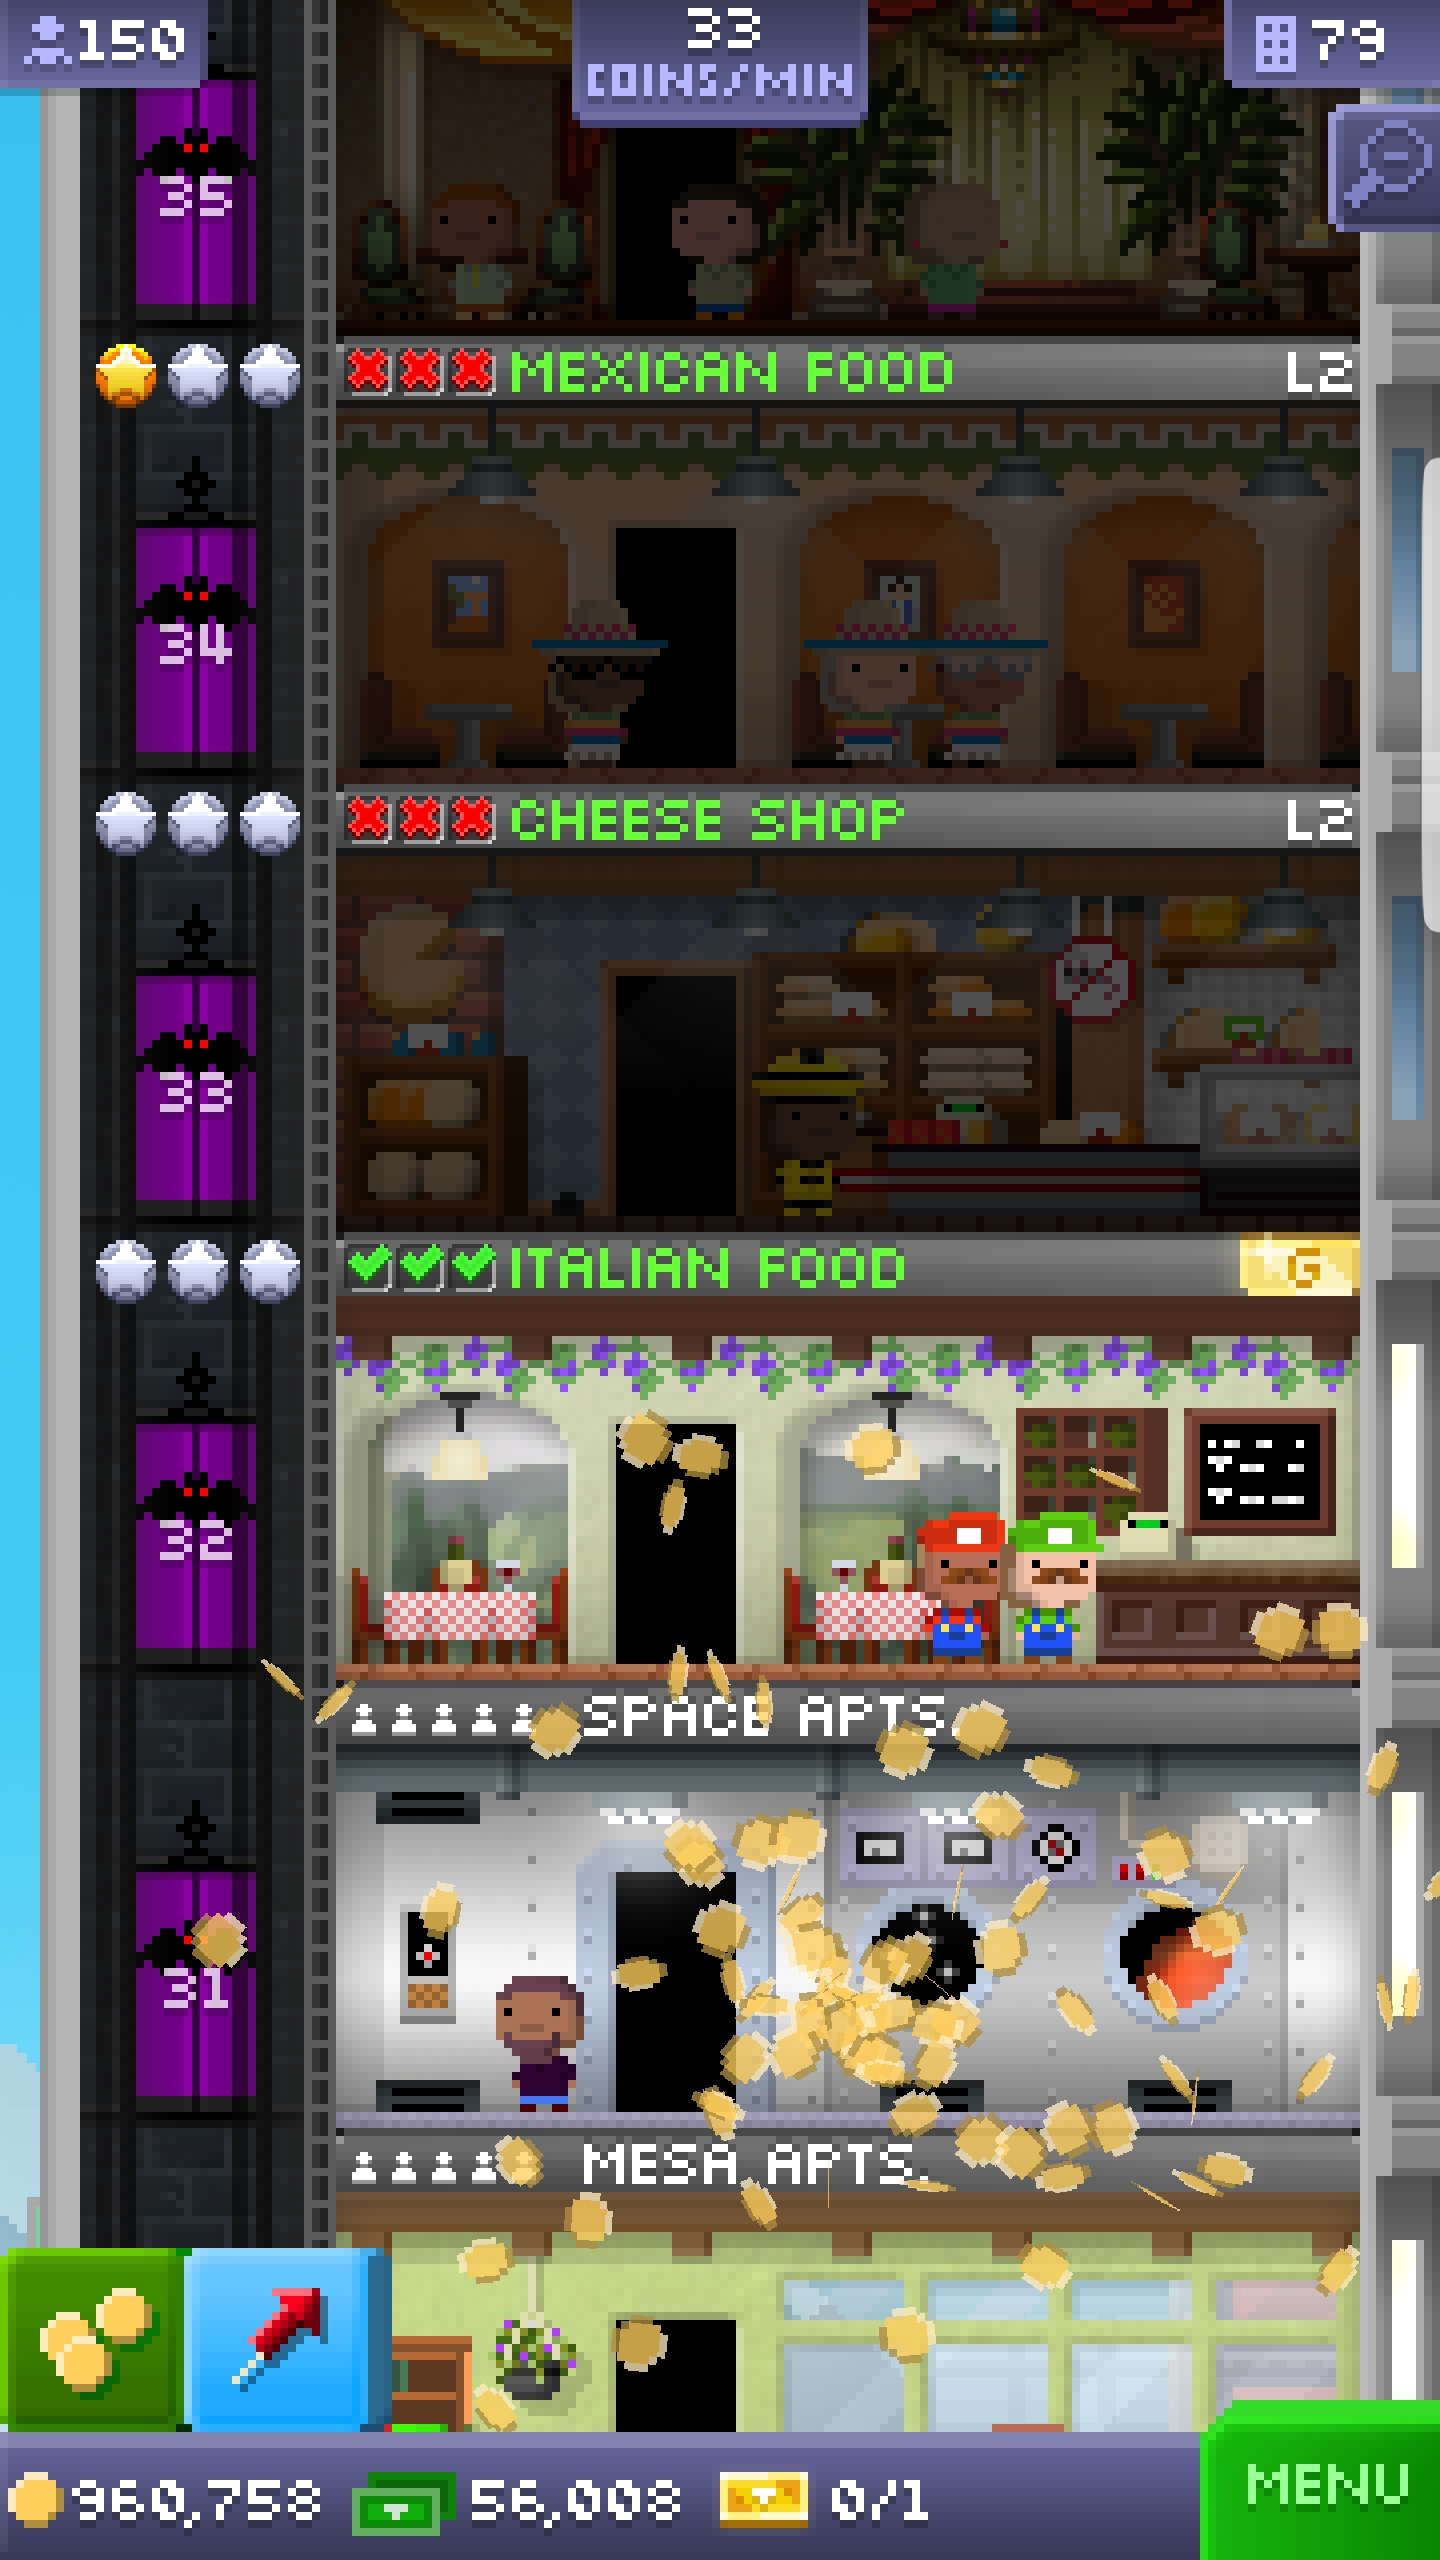 150
33
COINS/MIN
79
35
MEXICAN FOOD L2
34
CHEESE SHOP L2
33
ITALIAN FOOD G
32
SPACE APTS.
31
MESA APTS.
960,758 56,008 0/1 MENU